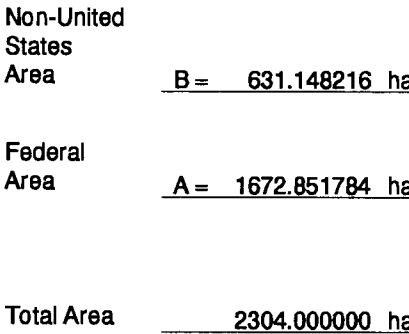 Non-United
States
Area B = 631.148216 ha
Federal
Area A = 1672.851784 ha
Total Area 2304.000000 ha